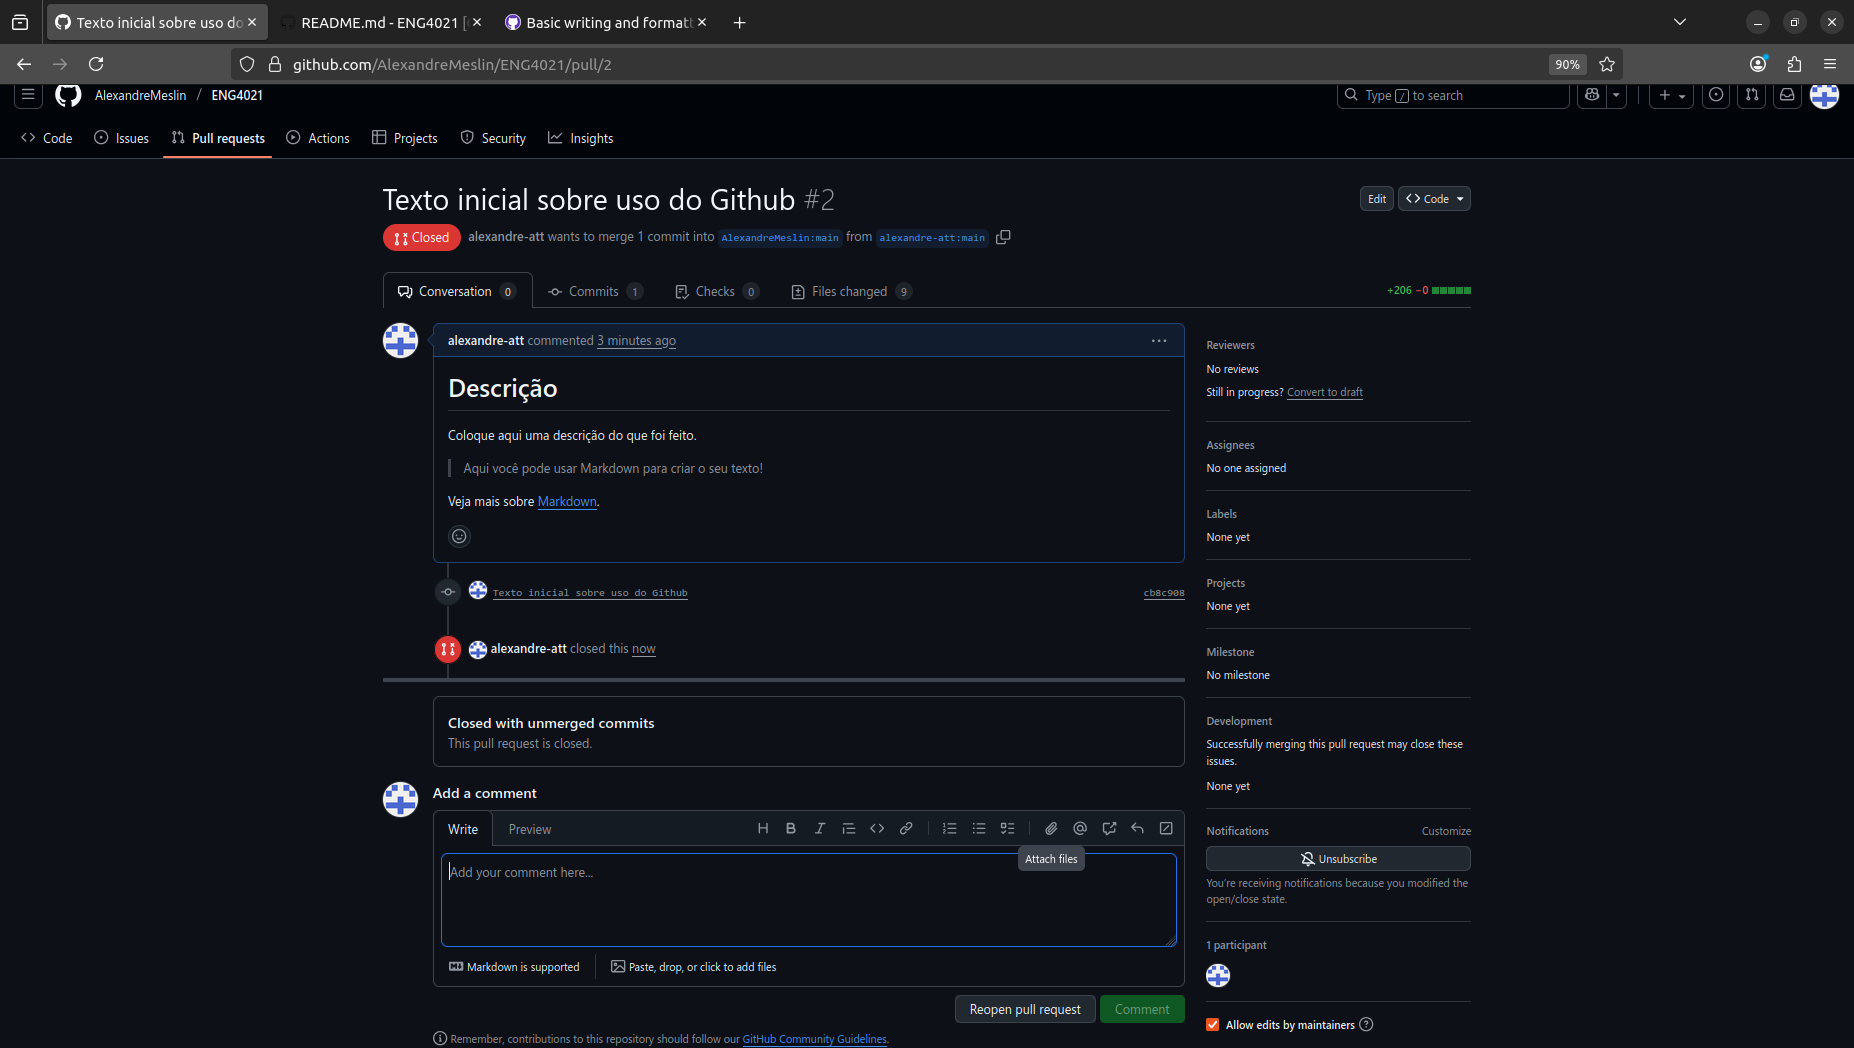 Texto inicial sobre uso do
README.md - ENG4021 [
Basic writing and formatt
github.com/AlexandreMeslin/ENG4021/pull/2
90%
AlexandreMeslin / ENG4021
Type / to search
Code
Issues
Pull requests
Actions
Projects
Security
Insights
Texto inicial sobre uso do Github #2
Edit
Code
Closed
alexandre-att wants to merge 1 commit into AlexandreMeslin:main from alexandre-att:main
Conversation 0
Commits 1
Checks 0
Files changed 9
+206 −0
alexandre-att commented 3 minutes ago
Descrição
Coloque aqui uma descrição do que foi feito.
Aqui você pode usar Markdown para criar o seu texto!
Veja mais sobre Markdown.
Texto inicial sobre uso do Github
cb8c908
alexandre-att closed this now
Closed with unmerged commits
This pull request is closed.
Add a comment
Write
Preview
Attach files
Add your comment here...
Markdown is supported
Paste, drop, or click to add files
Reopen pull request
Comment
Remember, contributions to this repository should follow our GitHub Community Guidelines.
Reviewers
No reviews
Still in progress? Convert to draft
Assignees
No one assigned
Labels
None yet
Projects
None yet
Milestone
No milestone
Development
Successfully merging this pull request may close these
issues.
None yet
Notifications
Customize
Unsubscribe
You're receiving notifications because you modified the
open/close state.
1 participant
Allow edits by maintainers